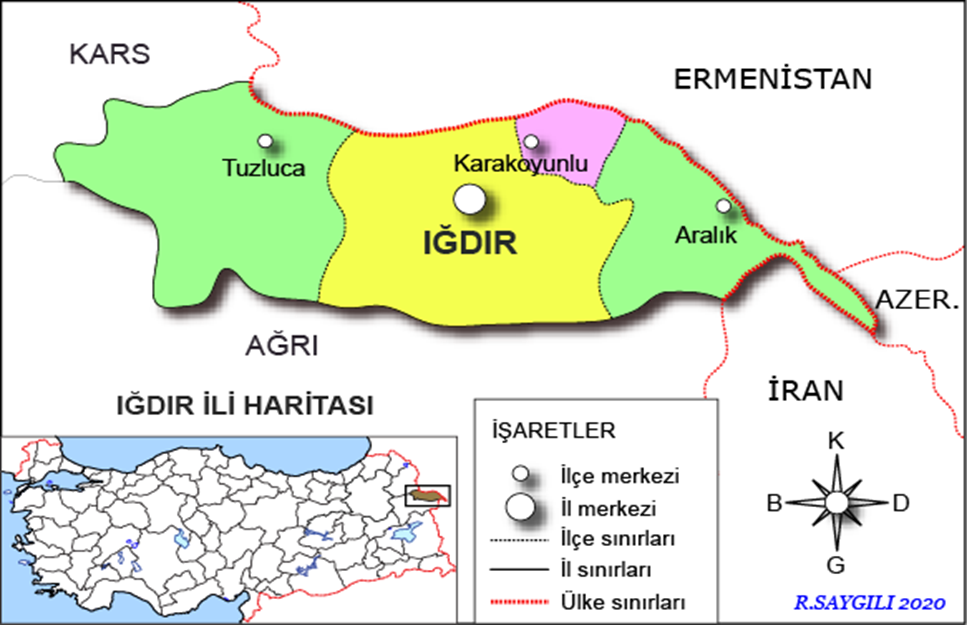 KARS
ERMENİSTAN
Tuzluca
Karakoyunlu
IĞDIR
Aralık
AZER.
AĞRI
İRAN
IĞDIR İLİ HARİTASI
İŞARETLER
İlçe merkezi
İl merkezi
İlçe sınırları
İl sınırları
Ülke sınırları
K
B
D
G
R.SAYGILI 2020